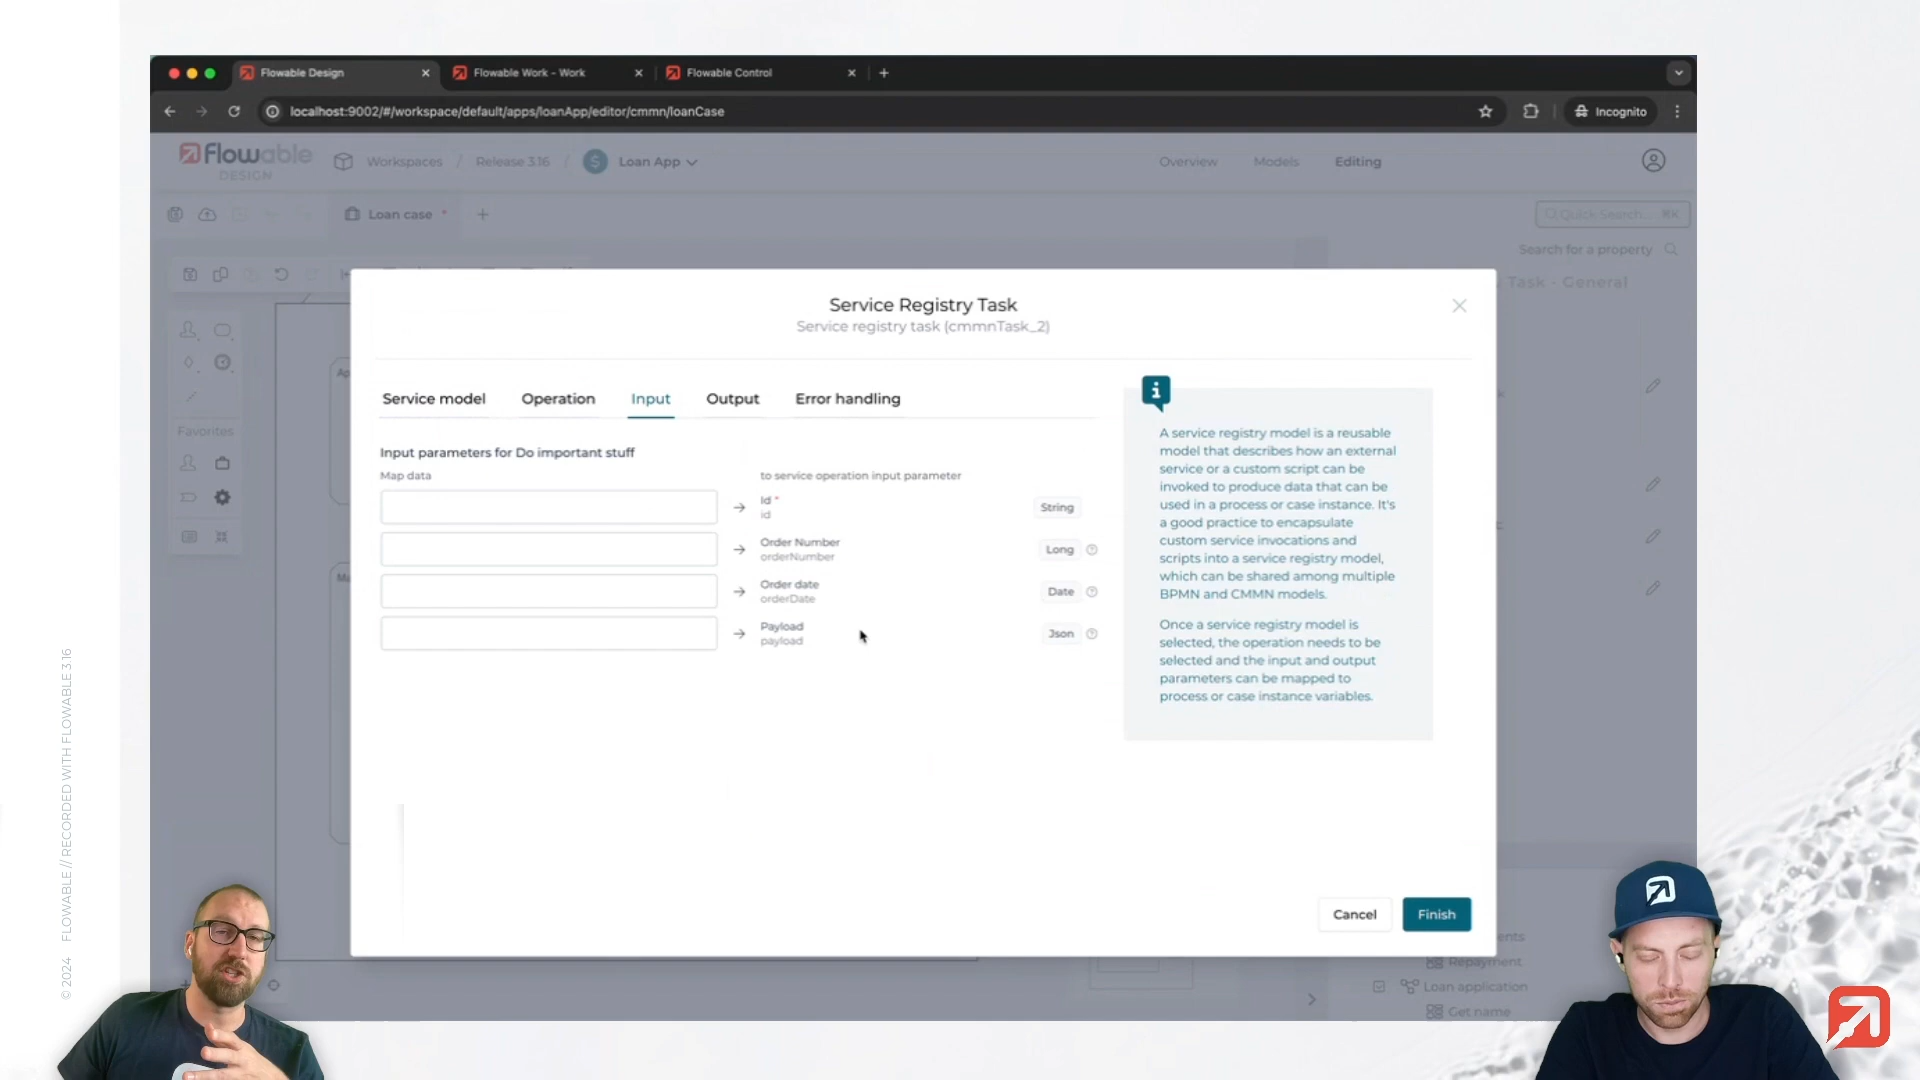 Flowable Design
Flowable Work - Work
Flowable Control
localhost:9002/#/workspace/default/apps/loanApp/editor/cmmn/loanCase
Incognito
Flowable
DESIGN
Workspaces / Release 3.16 / $ Loan App
Overview
Models
Editing
Loan case *
Quick Search... ⌘K
Search for a property
Task - General
Service Registry Task
Service registry task (cmmnTask_2)
Service model
Operation
Input
Output
Error handling
Favorites
Ap
Ma
Input parameters for Do important stuff
Map data
to service operation input parameter
Id *
id
String
Order Number
orderNumber
Long
Order date
orderDate
Date
Payload
payload
Json
A service registry model is a reusable
model that describes how an external
service or a custom script can be
invoked to produce data that can be
used in a process or case instance. It's
a good practice to encapsulate
custom service invocations and
scripts into a service registry model,
which can be shared among multiple
BPMN and CMMN models.
Once a service registry model is
selected, the operation needs to be
selected and the input and output
parameters can be mapped to
process or case instance variables.
Cancel
Finish
ents
Repayment
Loan application
Get name
© 2024 FLOWABLE // RECORDED WITH FLOWABLE 3.16